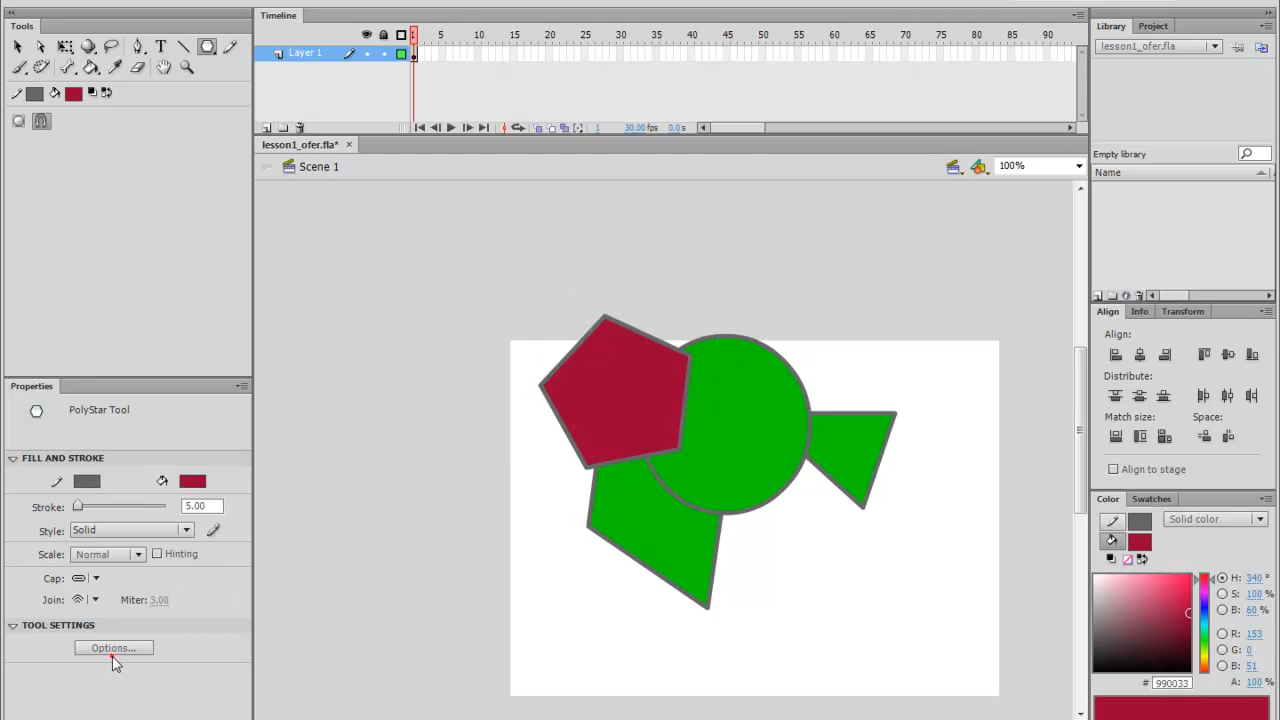 Tools
Timeline
Library Project
1 5 10 15 20 25 30 35 40 45 50 55 60 65 70 75 80 85 90
Layer 1
lesson1_ofer.fla
1 30.00 fps 0.0 s
lesson1_ofer.fla* ×
Empty library
Scene 1
100%
Name
Align Info Transform
Align:
Distribute:
Match size: Space:
Align to stage
Properties
PolyStar Tool
FILL AND STROKE
Stroke: 5.00
Style: Solid
Scale: Normal Hinting
Cap:
Join: Miter: 3.00
TOOL SETTINGS
Options...
Color Swatches
Solid color
H: 340 °
S: 100 %
B: 60 %
R: 153
G: 0
B: 51
# 990033 A: 100 %